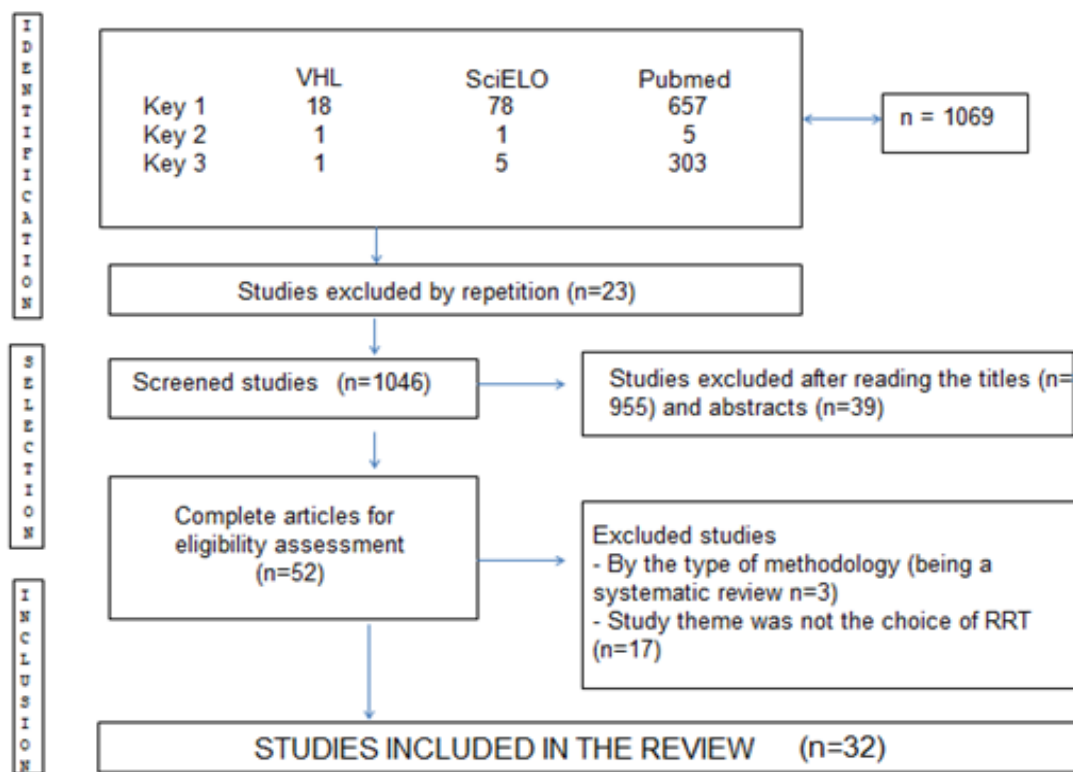 IDENTIFICATION
VHL SciELO Pubmed
Key 1 18 78 657
Key 2 1 1 5
Key 3 1 5 303
n = 1069
Studies excluded by repetition (n=23)
SELECTION
Screened studies (n=1046)
Studies excluded after reading the titles (n=
955) and abstracts (n=39)
Complete articles for
eligibility assessment
(n=52)
Excluded studies
- By the type of methodology (being a
systematic review n=3)
- Study theme was not the choice of RRT
(n=17)
INCLUSION
STUDIES INCLUDED IN THE REVIEW (n=32)